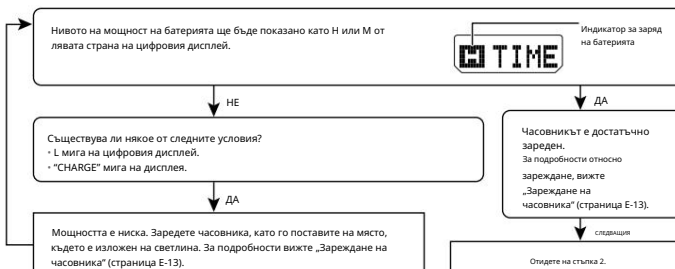 Нивото на мощност на батерията ще бъде показано като H или M от
лявата страна на цифровия дисплей.
TIME
Индикатор за заряд
на батерията
НЕ
ДА
Съществува ли някое от следните условия?
• L мига на цифровия дисплей.
• “CHARGE” мига на дисплея.
Часовникът е достатъчно
зареден.
За подробности относно
зареждане, вижте
„Зареждане на
часовника“ (страница E-13).
ДА
СЛЕДВАЩИЯ
Мощността е ниска. Заредете часовника, като го поставите на място,
където е изложен на светлина. За подробности вижте „Зареждане на
часовника“ (страница E-13).
Отидете на стъпка 2.